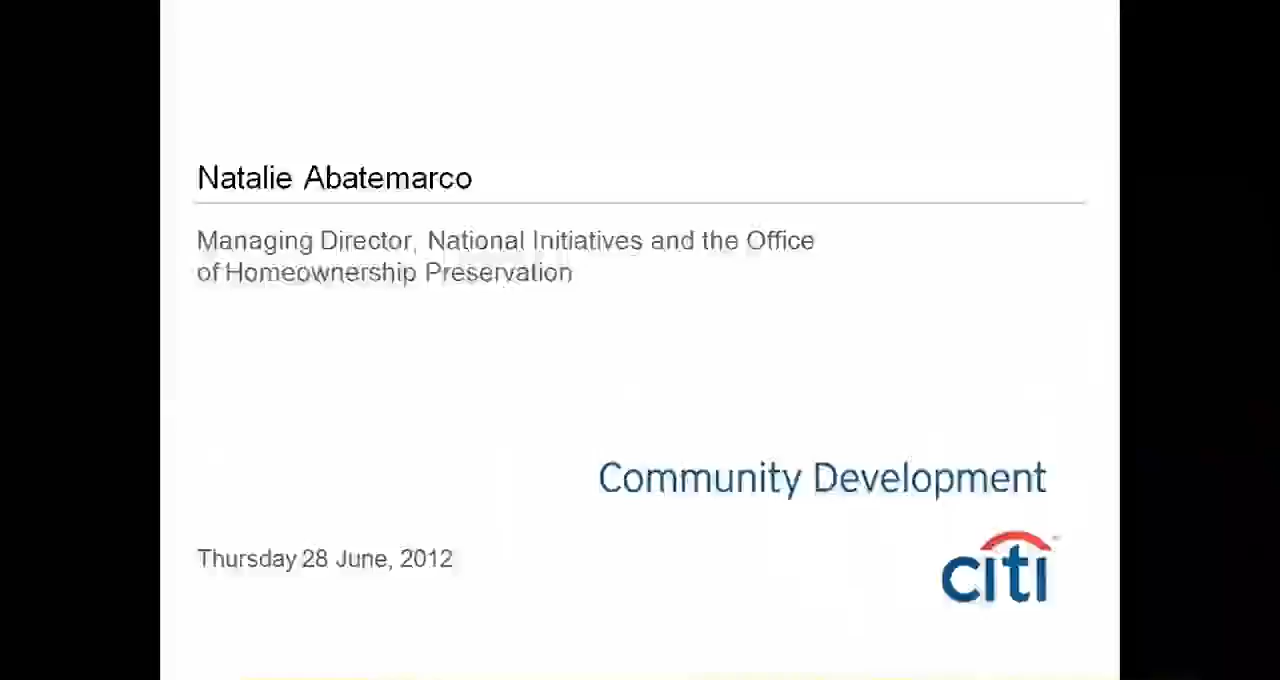 Natalie Abatemarco
Managing Director, National Initiatives and the Office
of Homeownership Preservation
Community Development
Thursday 28 June, 2012
citi